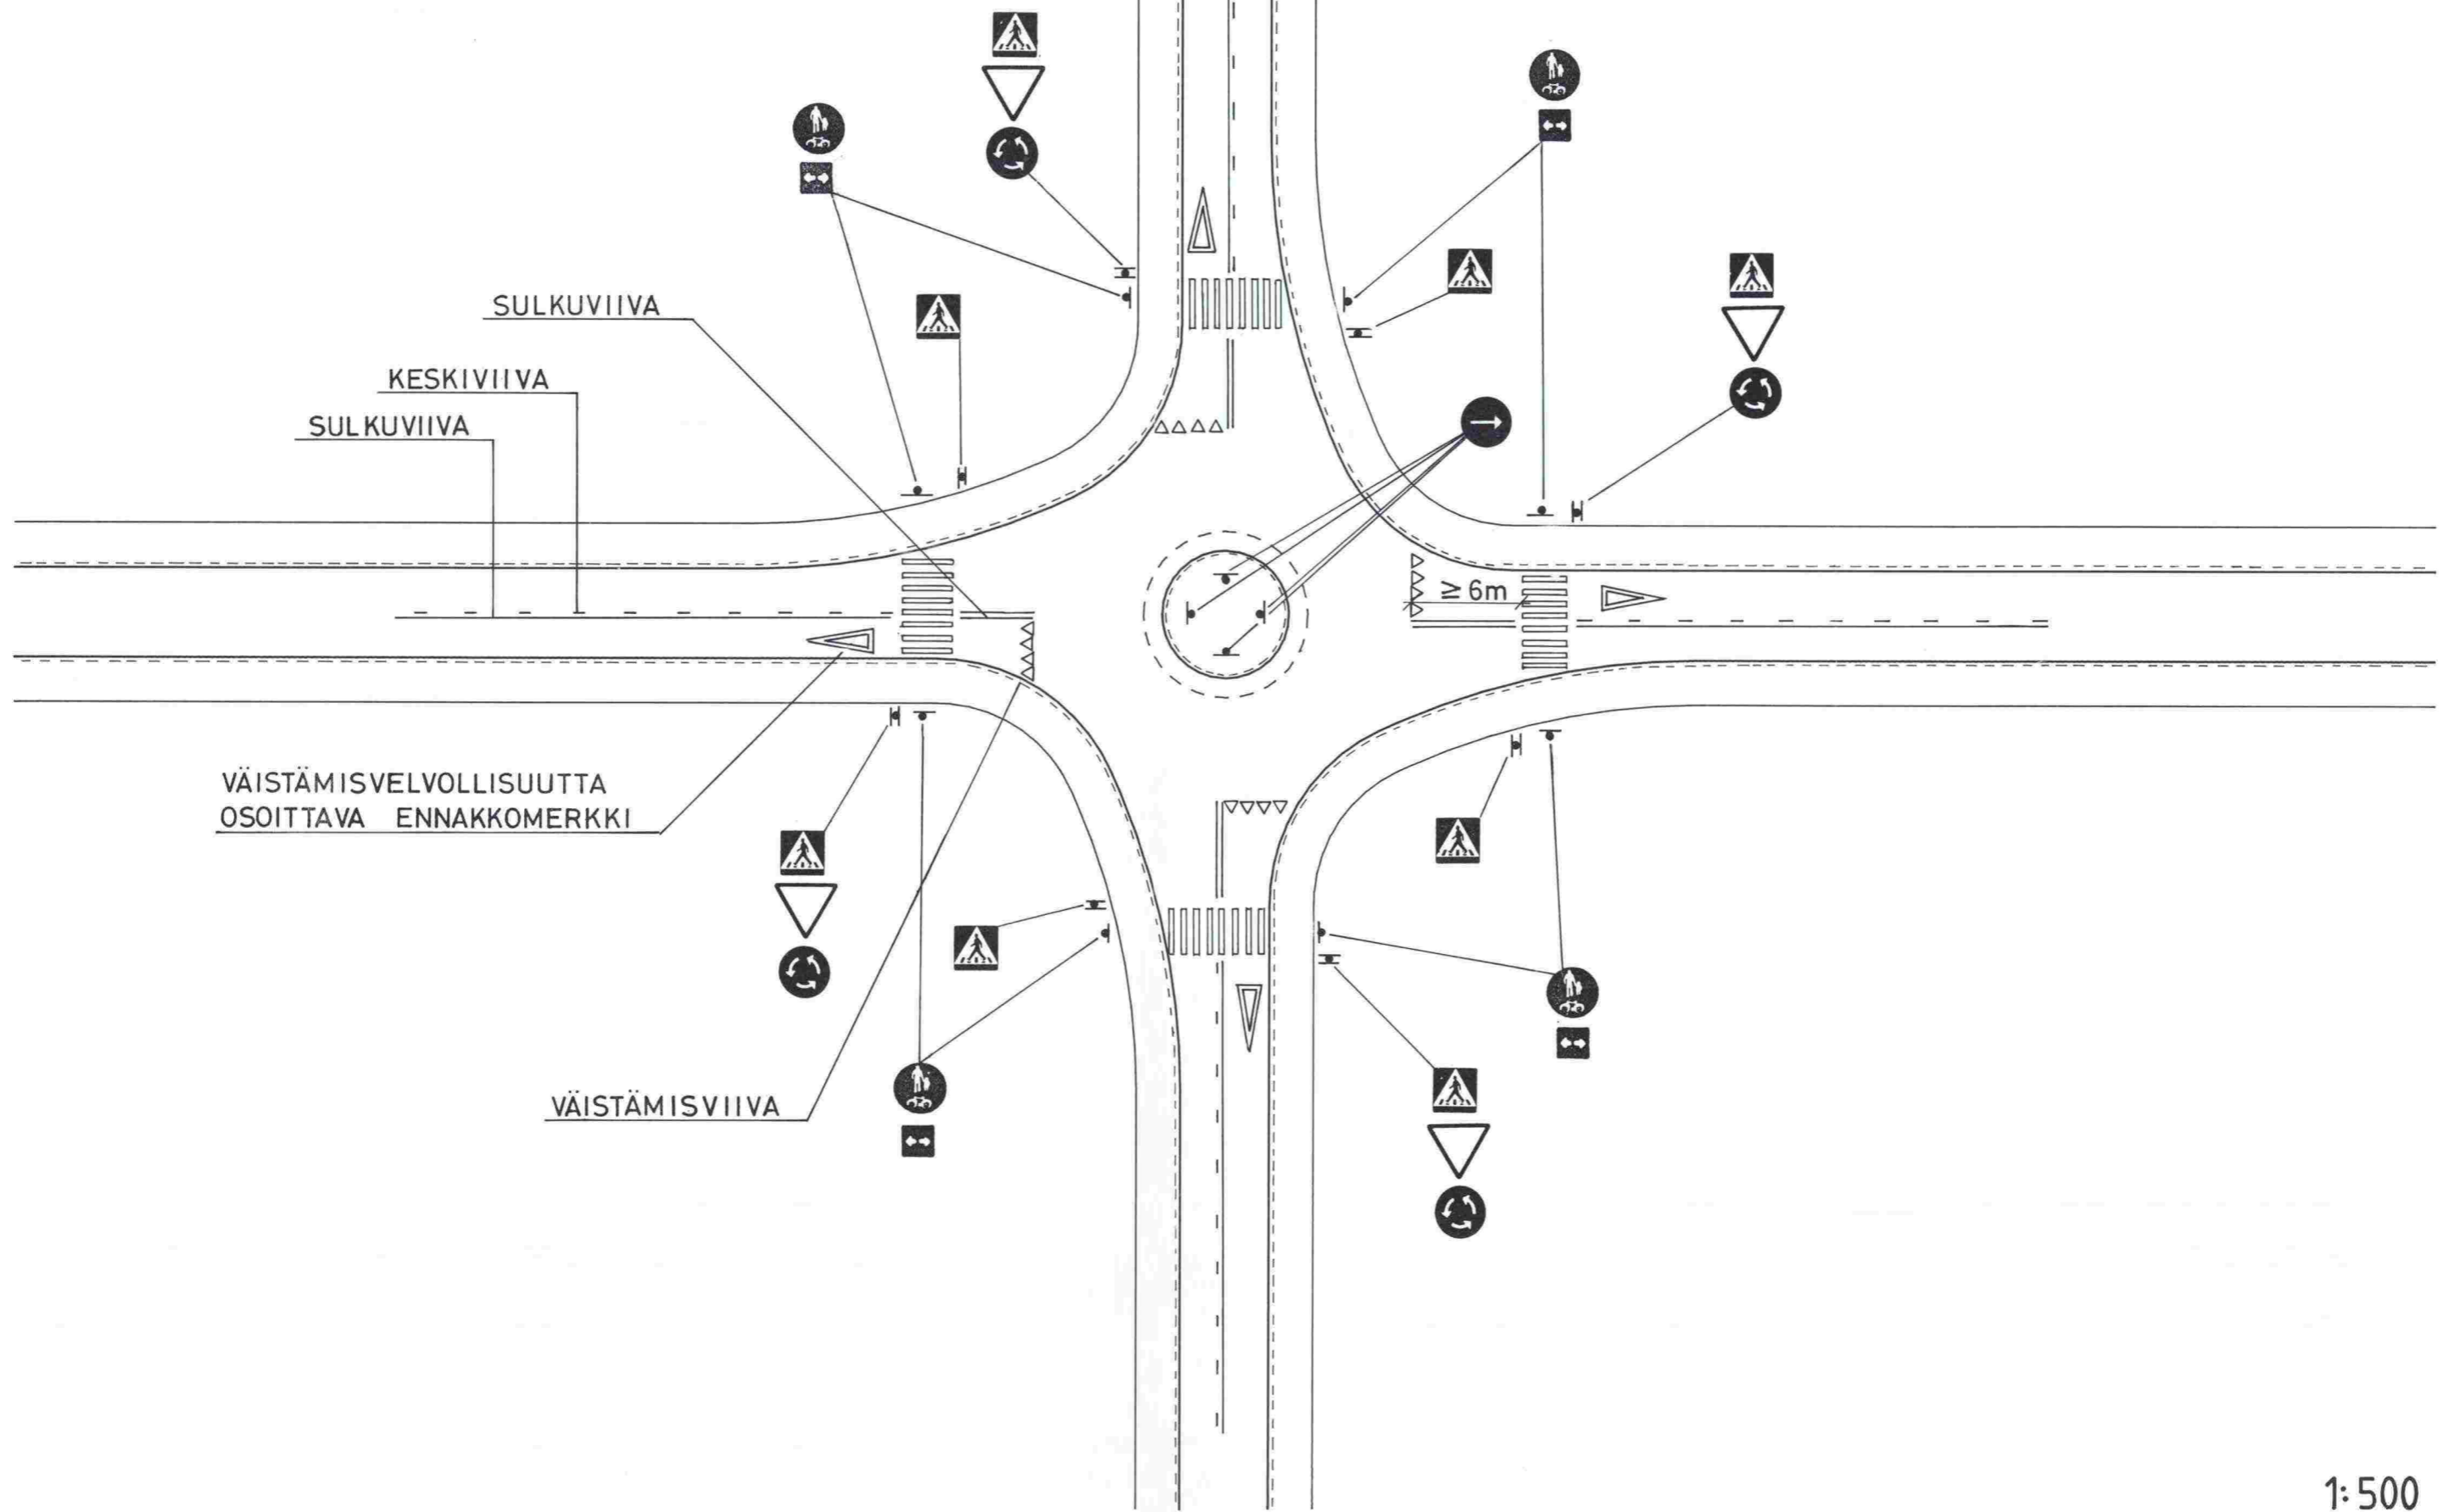 SULKUVIIVA
KESKIVIIVA
SULKUVIIVA
≥ 6m
VÄISTÄMISVELVOLLISUUTTA
OSOITTAVA ENNAKKOMERKKI
VÄISTÄMISVIIVA
1:500